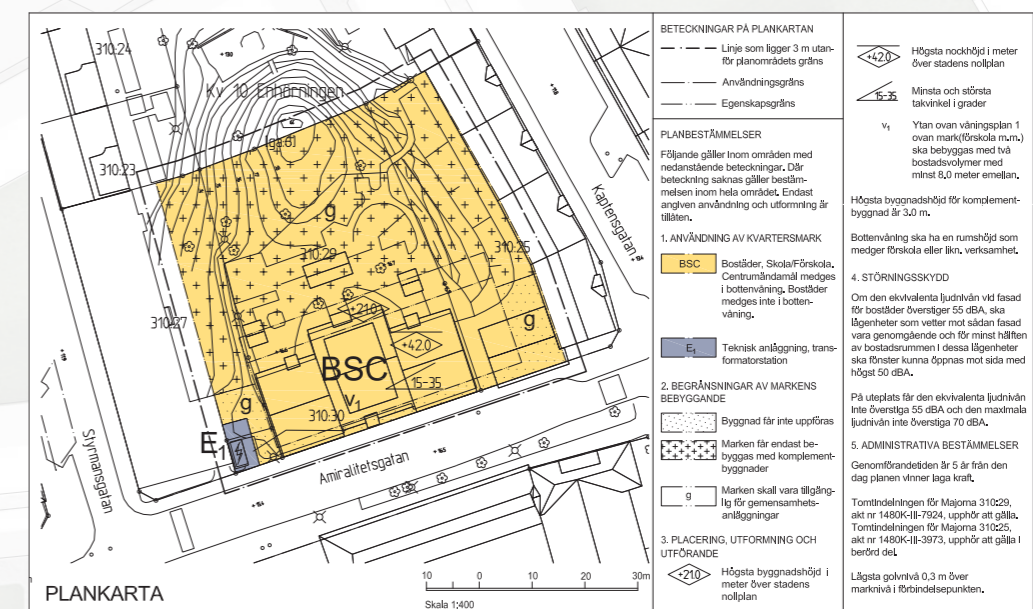 310:24
Kv. 10 Enhörningen
[ga:6]
310:23
g
310:29
310:25
Kaptensgatan
310:27
+21.0
g
+42.0
BSC
15-35
g
v1
310:30
E1
Amiralitetsgatan
Styrmansgatan
PLANKARTA
10 0 10 20 30m
Skala 1:400
BETECKNINGAR PÅ PLANKARTAN
Linje som ligger 3 m utan-
för planområdets gräns
Användningsgräns
Egenskapsgräns
PLANBESTÄMMELSER
Följande gäller inom områden med
nedanstående beteckningar. Där
beteckning saknas gäller bestäm-
melsen inom hela området. Endast
angiven användning och utformning är
tillåten.
1. ANVÄNDNING AV KVARTERSMARK
BSC Bostäder, Skola/Förskola.
Centrumändamål medges
i bottenvåning. Bostäder
medges inte i botten-
våning.
E1 Teknisk anläggning, trans-
formatorstation
2. BEGRÄNSNINGAR AV MARKENS
BEBYGGANDE
Byggnad får inte uppföras
Marken får endast be-
byggas med komplement-
byggnader
g Marken skall vara tillgäng-
lig för gemensamhets-
anläggningar
3. PLACERING, UTFORMNING OCH
UTFÖRANDE
+21.0 Högsta byggnadshöjd i
meter över stadens
nollplan
+42.0 Högsta nockhöjd i meter
över stadens nollplan
15-35 Minsta och största
takvinkel i grader
v1 Ytan ovan våningsplan 1
ovan mark(förskola m.m.)
ska bebyggas med två
bostadsvolymer med
minst 8.0 meter emellan.
Högsta byggnadshöjd för komplement-
byggnad är 3.0 m.
Bottenvåning ska ha en rumshöjd som
medger förskola eller likn. verksamhet.
4. STÖRNINGSSKYDD
Om den ekvivalenta ljudnivån vid fasad
för bostäder överstiger 55 dBA, ska
lägenheter som vetter mot sådan fasad
vara genomgående och för minst hälften
av bostadsrummen i dessa lägenheter
ska fönster kunna öppnas mot sida med
högst 50 dBA.
På uteplats får den ekvivalenta ljudnivån
inte överstiga 55 dBA och den maximala
ljudnivån inte överstiga 70 dBA.
5. ADMINISTRATIVA BESTÄMMELSER
Genomförandetiden är 5 år från den
dag planen vinner laga kraft.
Tomtindelningen för Majorna 310:29,
akt nr 1480K-III-7924, upphör att gälla.
Tomtindelningen för Majorna 310:25,
akt nr 1480K-III-3973, upphör att gälla i
berörd del.
Lägsta golvnivå 0,3 m över
marknivå i förbindelsepunkten.